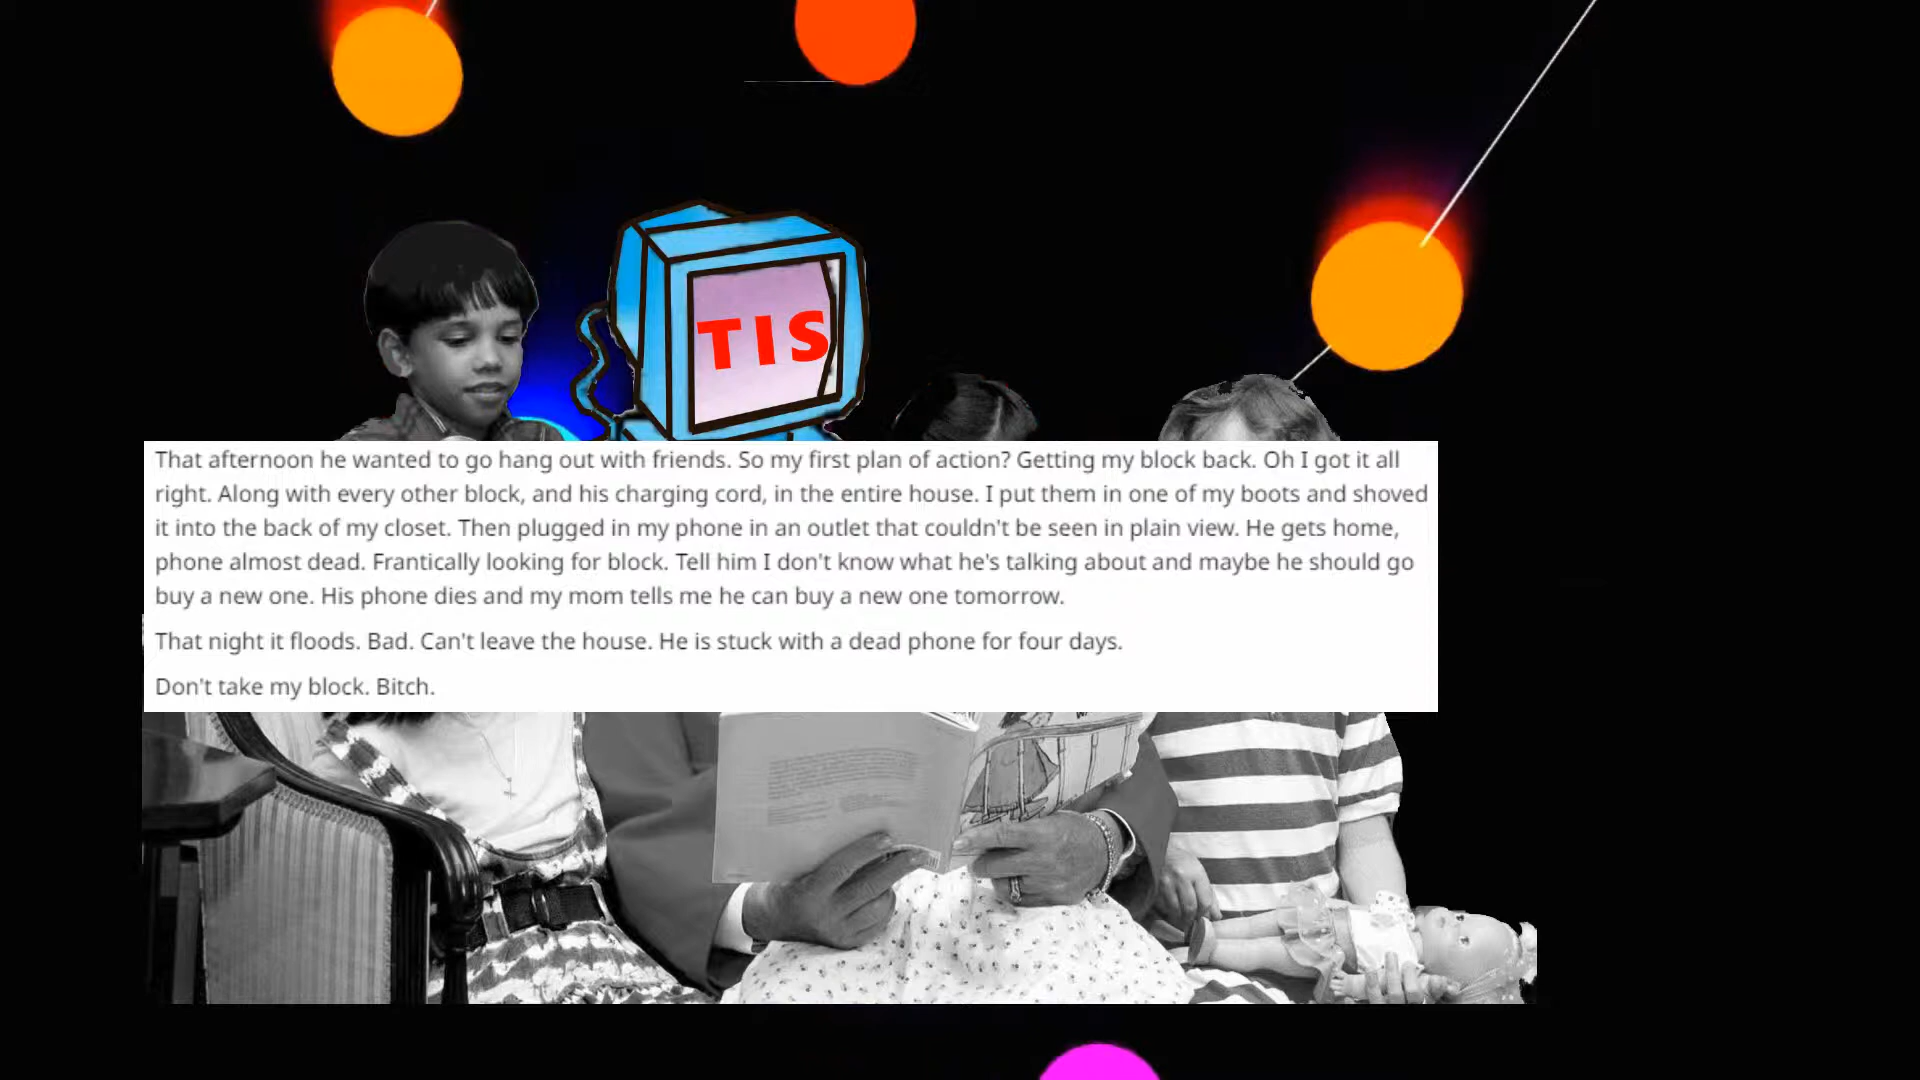 TIS
That afternoon he wanted to go hang out with friends. So my first plan of action? Getting my block back. Oh I got it all
right. Along with every other block, and his charging cord, in the entire house. I put them in one of my boots and shoved
it into the back of my closet. Then plugged in my phone in an outlet that couldn't be seen in plain view. He gets home,
phone almost dead. Frantically looking for block. Tell him I don't know what he's talking about and maybe he should go
buy a new one. His phone dies and my mom tells me he can buy a new one tomorrow.
That night it floods. Bad. Can't leave the house. He is stuck with a dead phone for four days.
Don't take my block. Bitch.